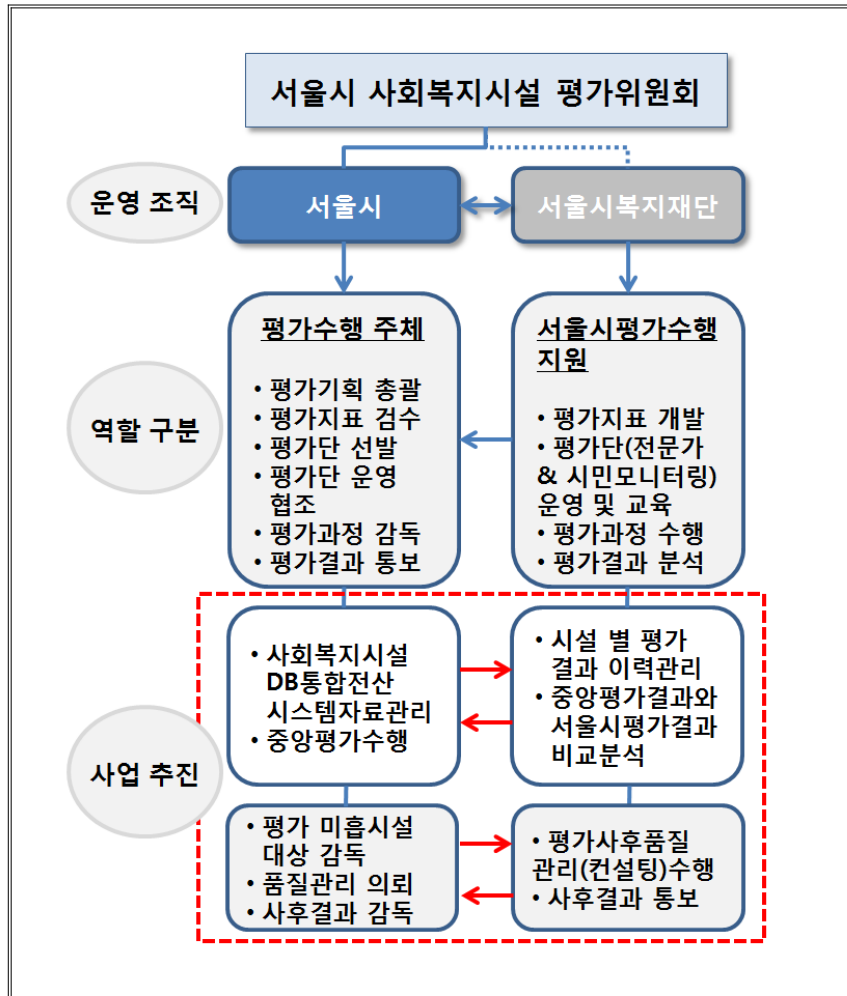 서울시 사회복지시설 평가위원회
운영 조직
서울시
서울시복지재단
역할 구분
평가수행 주체
• 평가기획 총괄
• 평가지표 검수
• 평가단 선발
• 평가단 운영
협조
• 평가과정 감독
• 평가결과 통보
서울시평가수행
지원
• 평가지표 개발
• 평가단(전문가
& 시민모니터링)
운영 및 교육
• 평가과정 수행
• 평가결과 분석
사업 추진
• 사회복지시설
DB통합전산
시스템자료관리
• 중앙평가수행
• 시설 별 평가
결과 이력관리
• 중앙평가결과와
서울시평가결과
비교분석
• 평가 미흡시설
대상 감독
• 품질관리 의뢰
• 사후결과 감독
• 평가사후품질
관리(컨설팅)수행
• 사후결과 통보